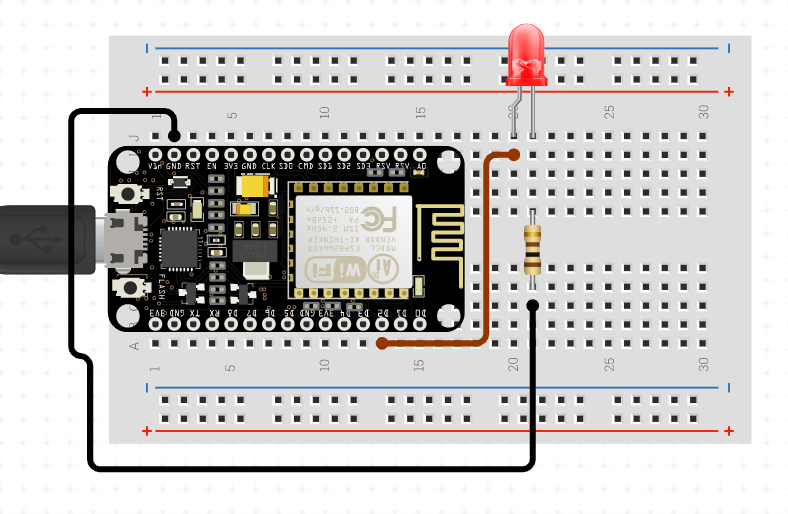 1 5 10 15 20 25 30
J
Vin GND RST EN 3V3 GND CLK SD0 CMD SD1 SD2 SD3 RSV RSV A0
RST
802.11b/g/n
PA +25dBm
ISM 2.4GHz
FC
VENDOR AI-THINKER
MODEL ESP8266MOD
WiFi
FLASH
3V3 GND TX RX D8 D7 D6 D5 GND 3V3 D4 D3 D2 D1 D0
A
1 5 10 15 20 25 30